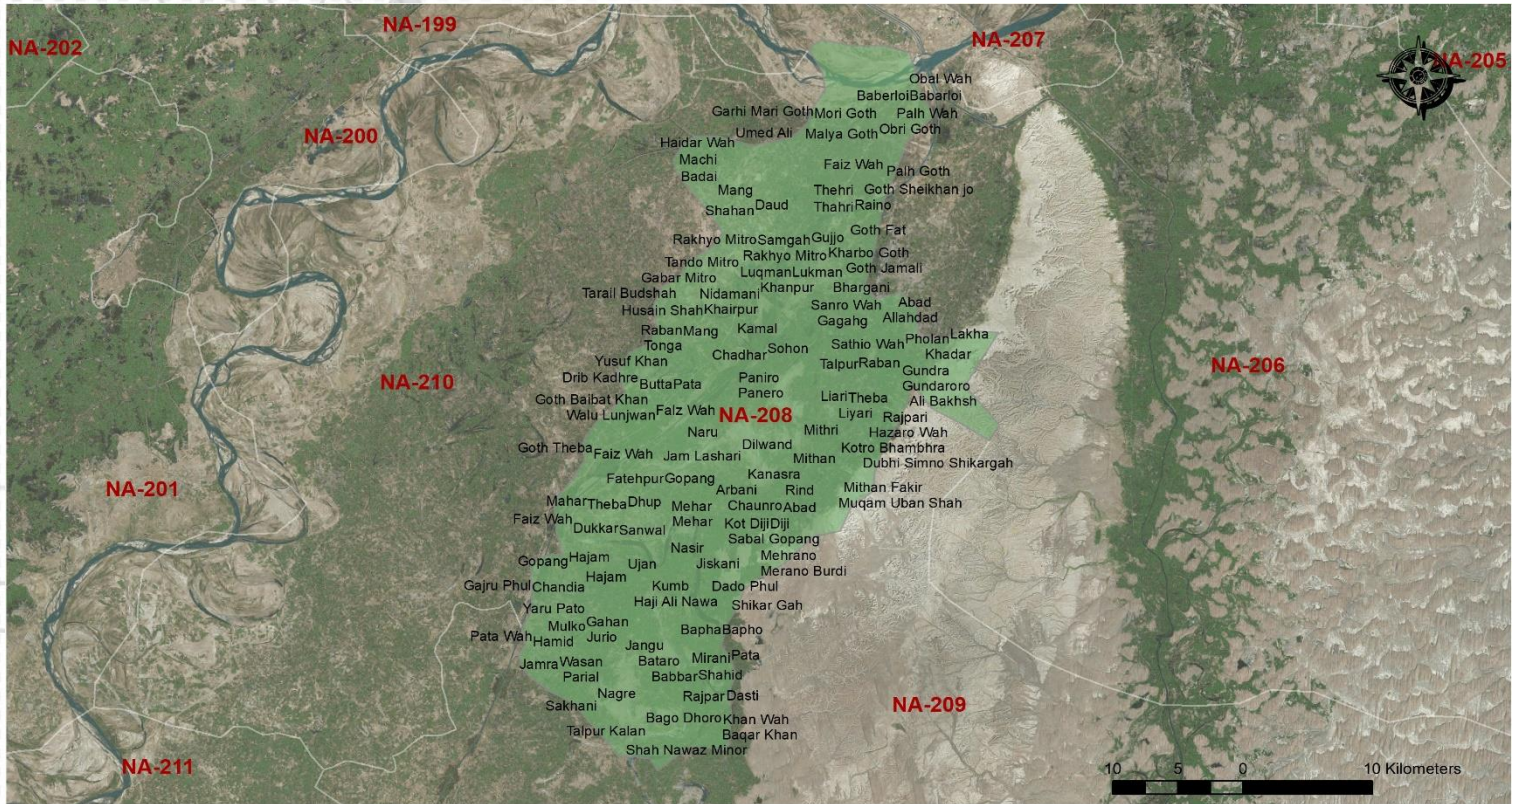 NA-199
NA-202
NA-207
NA-205
Obal Wah
BaberloiBabarloi
Garhi Mari Goth
Mori Goth
Palh Wah
NA-200
Umed Ali
Malya Goth
Obri Goth
Haidar Wah
Machi
Badai
Faiz Wah
Palh Goth
Mang
Thehri
Goth Sheikhan jo
Shahan
Daud
Thahri
Raino
Goth Fat
Rakhyo Mitro
Samgah
Gujjo
Rakhyo Mitro
Kharbo Goth
Tando Mitro
Luqman
Lukman
Goth Jamali
Gabar Mitro
Khanpur
Bhargani
Tarail Budshah
Nidamani
Husain Shah
Khairpur
Sanro Wah
Abad
Gagahg
Allahdad
Raban
Mang
Kamal
Pholan
Lakha
Tonga
Sathio Wah
Chadhar
Sohon
Khadar
Yusuf Khan
Talpur
Raban
NA-206
Gundra
Drib Kadhre
Butta
Pata
Paniro
NA-210
Gundaroro
Panero
Goth Baibat Khan
Liari
Theba
Ali Bakhsh
Walu Lunjwan
Faiz Wah
NA-208
Liyari
Rajpari
Naru
Mithri
Hazaro Wah
Dilwand
Goth Theba
Faiz Wah
Jam Lashari
Mithan
Kotro Bhambhra
Dubhi Simno Shikargah
Fatehpur
Gopang
Kanasra
NA-201
Arbani
Rind
Mithan Fakir
Mahar
Theba
Dhup
Mehar
Chaunro
Abad
Muqam Uban Shah
Faiz Wah
Dukkar
Sanwal
Mehar
Kot Diji
Diji
Sabal Gopang
Nasir
Mehrano
Gopang
Hajam
Ujan
Jiskani
Merano Burdi
Hajam
Gajru Phul
Chandia
Kumb
Dado Phul
Haji Ali Nawa
Shikar Gah
Yaru Pato
Mulko
Gahan
Bapha
Bapho
Pata Wah
Hamid
Jurio
Jangu
Jamra
Wasan
Bataro
Mirani
Pata
Parial
Babbar
Shahid
Nagre
Rajpar
Dasti
NA-209
Sakhani
Bago Dhoro
Khan Wah
Talpur Kalan
Baqar Khan
Shah Nawaz Minor
NA-211
10 5 0 10 Kilometers